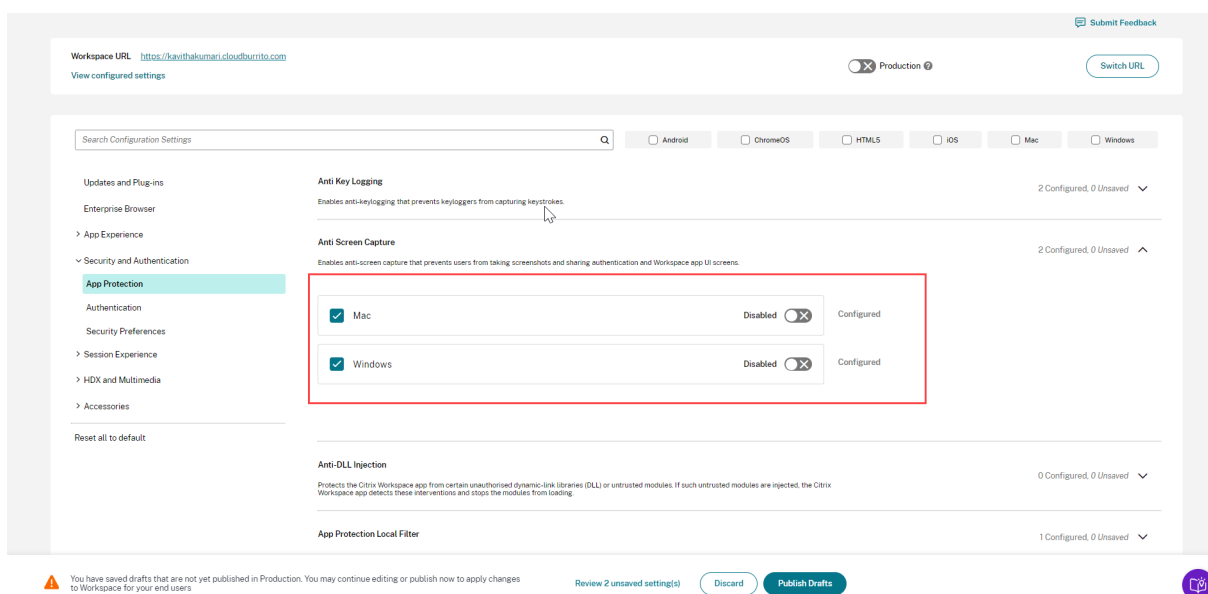 Submit Feedback
Workspace URL https://kavithakumari.cloudburrito.com
View configured settings
Production
Switch URL
Search Configuration Settings
Android
ChromeOS
HTML5
iOS
Mac
Windows
Updates and Plug-ins
Enterprise Browser
App Experience
Security and Authentication
App Protection
Authentication
Security Preferences
Session Experience
HDX and Multimedia
Accessories
Reset all to default
Anti Key Logging
2 Configured, 0 Unsaved
Enables anti-keylogging that prevents keyloggers from capturing keystrokes.
Anti Screen Capture
2 Configured, 0 Unsaved
Enables anti-screen capture that prevents users from taking screenshots and sharing authentication and Workspace app UI screens.
Mac Disabled Configured
Windows Disabled Configured
Anti-DLL Injection
0 Configured, 0 Unsaved
Protects the Citrix Workspace app from certain unauthorised dynamic-link libraries (DLL) or untrusted modules. If such untrusted modules are injected, the Citrix
Workspace app detects these interventions and stops the modules from loading.
App Protection Local Filter
1 Configured, 0 Unsaved
You have saved drafts that are not yet published in Production. You may continue editing or publish now to apply changes
to Workspace for your end users
Review 2 unsaved setting(s)
Discard
Publish Drafts